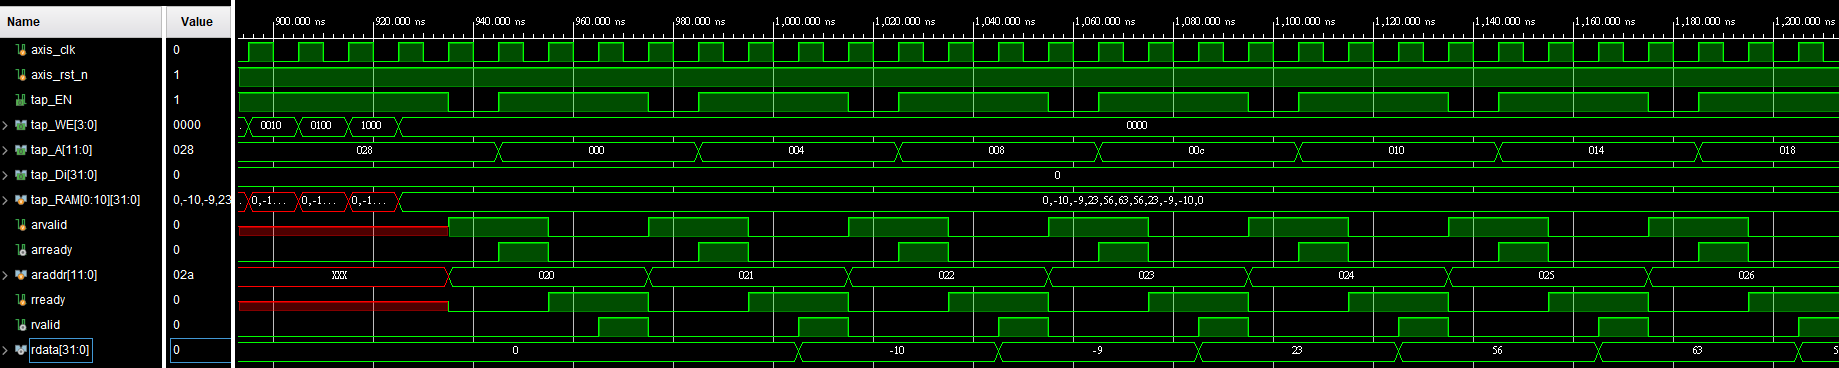 Name Value 900.000 ns 920.000 ns 940.000 ns 960.000 ns 980.000 ns 1,000.000 ns 1,020.000 ns 1,040.000 ns 1,060.000 ns 1,080.000 ns 1,100.000 ns 1,120.000 ns 1,140.000 ns 1,160.000 ns 1,180.000 ns 1,200.000 ns
axis_clk 0
axis_rst_n 1
tap_EN 1
tap_WE[3:0] 0000 . 0010 0100 1000 0000
tap_A[11:0] 028 028 000 004 008 00c 010 014 018
tap_Di[31:0] 0 0
tap_RAM[0:10][31:0] 0,-10,-9,23 . 0,-1... 0,-1... 0,-1... 0,-10,-9,23,56,63,56,23,-9,-10,0
arvalid 0
arready 0
araddr[11:0] 02a XXX 020 021 022 023 024 025 026
rready 0
rvalid 0
rdata[31:0] 0 0 -10 -9 23 56 63 5